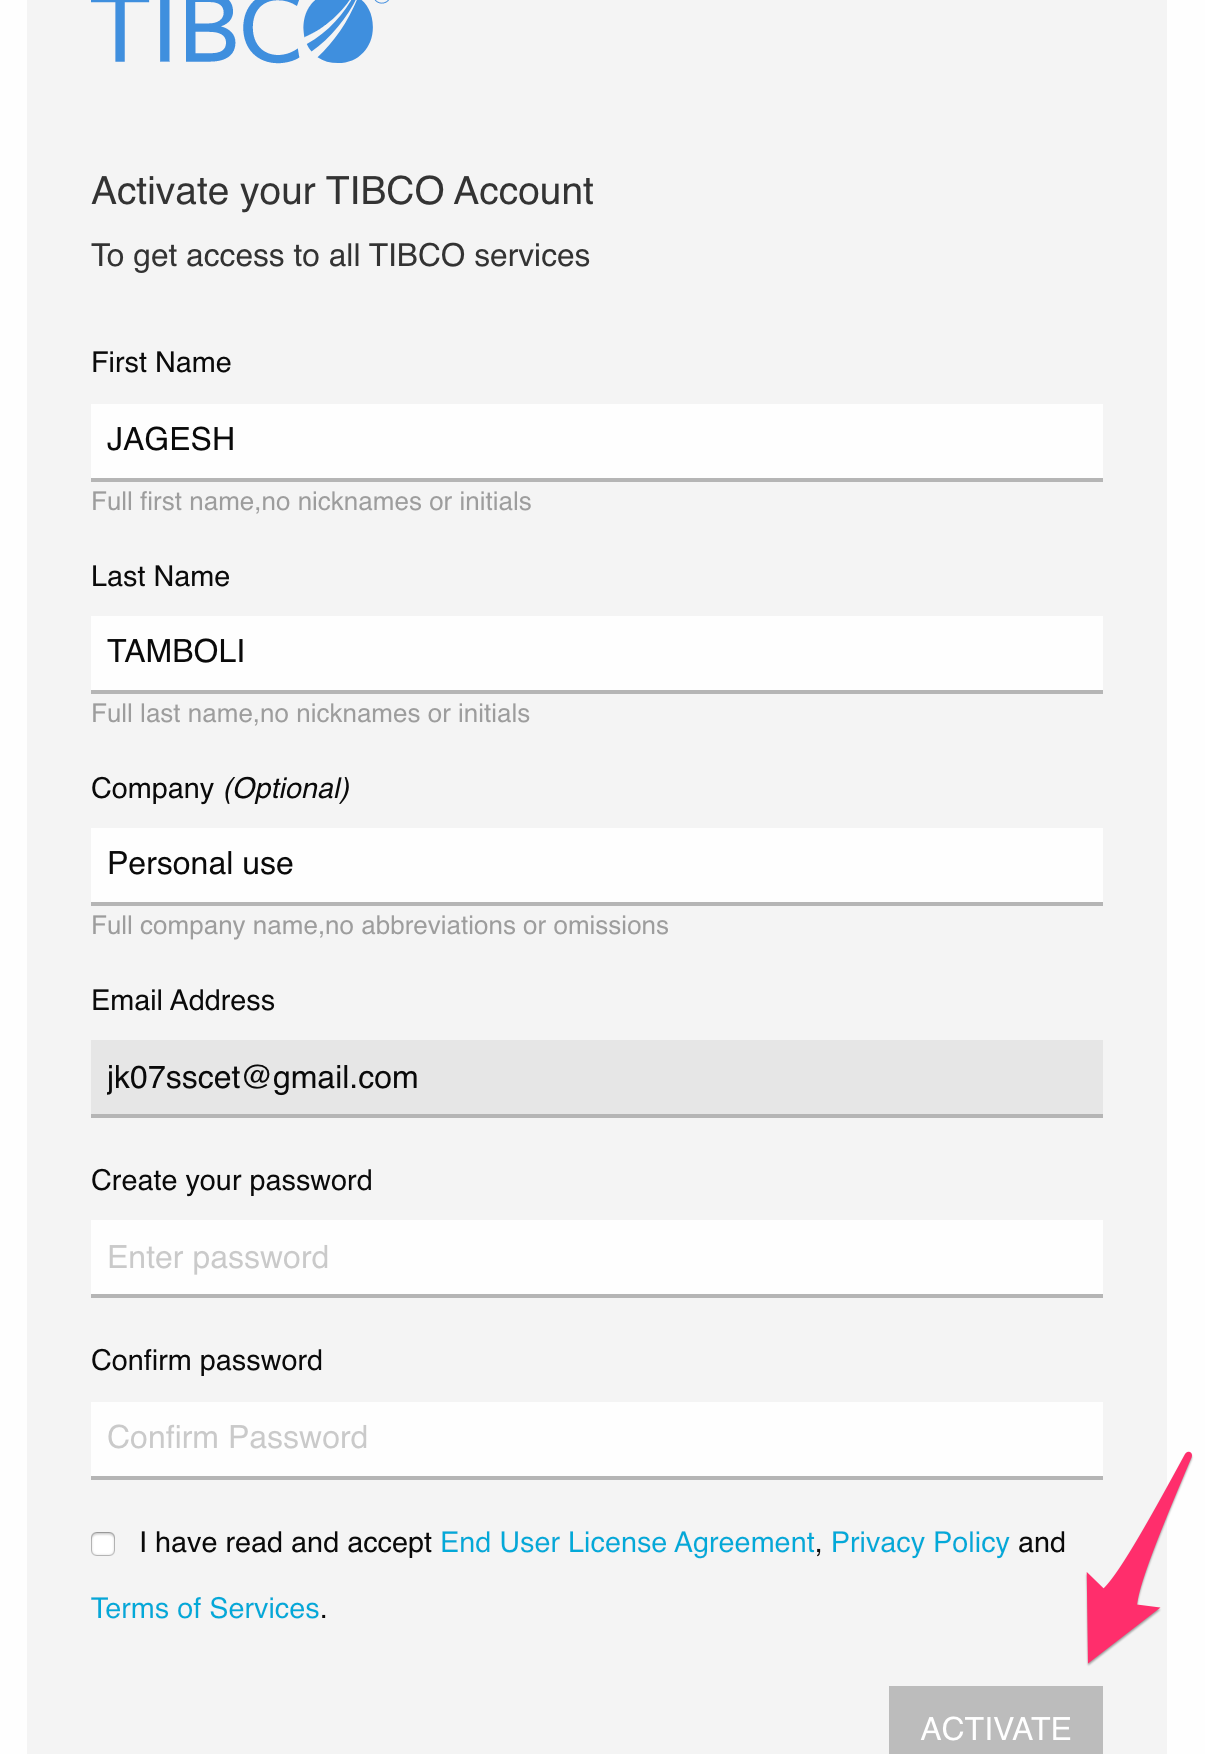 TIBCO
Activate your TIBCO Account
To get access to all TIBCO services
First Name
JAGESH
Full first name,no nicknames or initials
Last Name
TAMBOLI
Full last name,no nicknames or initials
Company (Optional)
Personal use
Full company name,no abbreviations or omissions
Email Address
jk07sscet@gmail.com
Create your password
Enter password
Confirm password
Confirm Password
I have read and accept End User License Agreement, Privacy Policy and
Terms of Services.
ACTIVATE